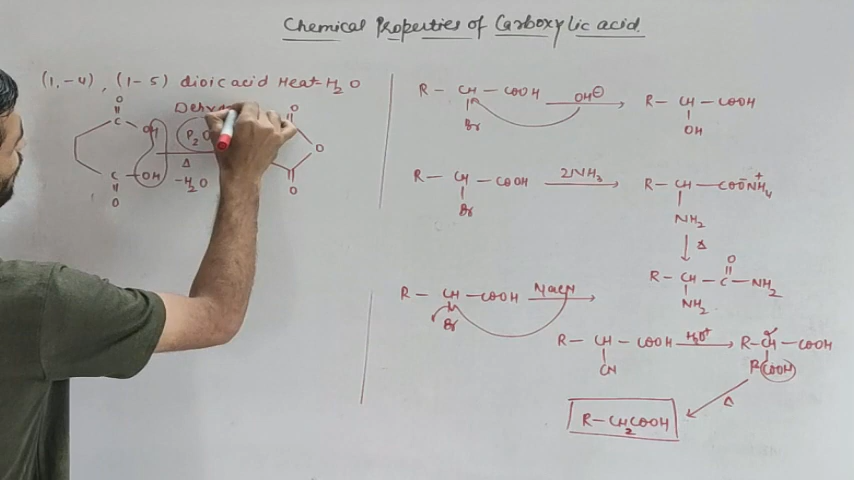 Chemical Properties of Carboxylic acid.
(1,-4), (1-5) dioic acid Heat-H2O
O
C
OH
P2O
Δ
-H2O
C -OH
O
O
O
O
R - CH - COOH OH⊖ R - CH - COOH
Br OH
R - CH - COOH 2NH3 R - CH - COO⁻NH4⁺
Br NH2
Δ
O
R - CH - C - NH2
NH2
R - CH - COOH NaCN
Br
R - CH - COOH H3O+ R-CH - COOH
CN COOH
Δ
R - CH2COOH